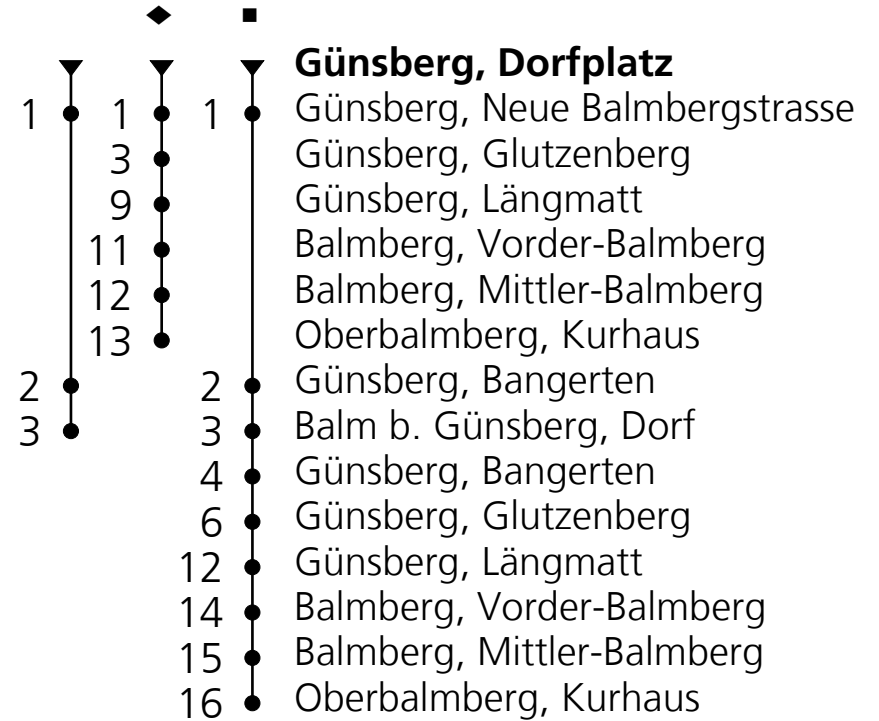 Günsberg, Dorfplatz
1 1 1 Günsberg, Neue Balmbergstrasse
3 Günsberg, Glutzenberg
9 Günsberg, Längmatt
11 Balmberg, Vorder-Balmberg
12 Balmberg, Mittler-Balmberg
13 Oberbalmberg, Kurhaus
2 2 Günsberg, Bangerten
3 3 Balm b. Günsberg, Dorf
4 Günsberg, Bangerten
6 Günsberg, Glutzenberg
12 Günsberg, Längmatt
14 Balmberg, Vorder-Balmberg
15 Balmberg, Mittler-Balmberg
16 Oberbalmberg, Kurhaus